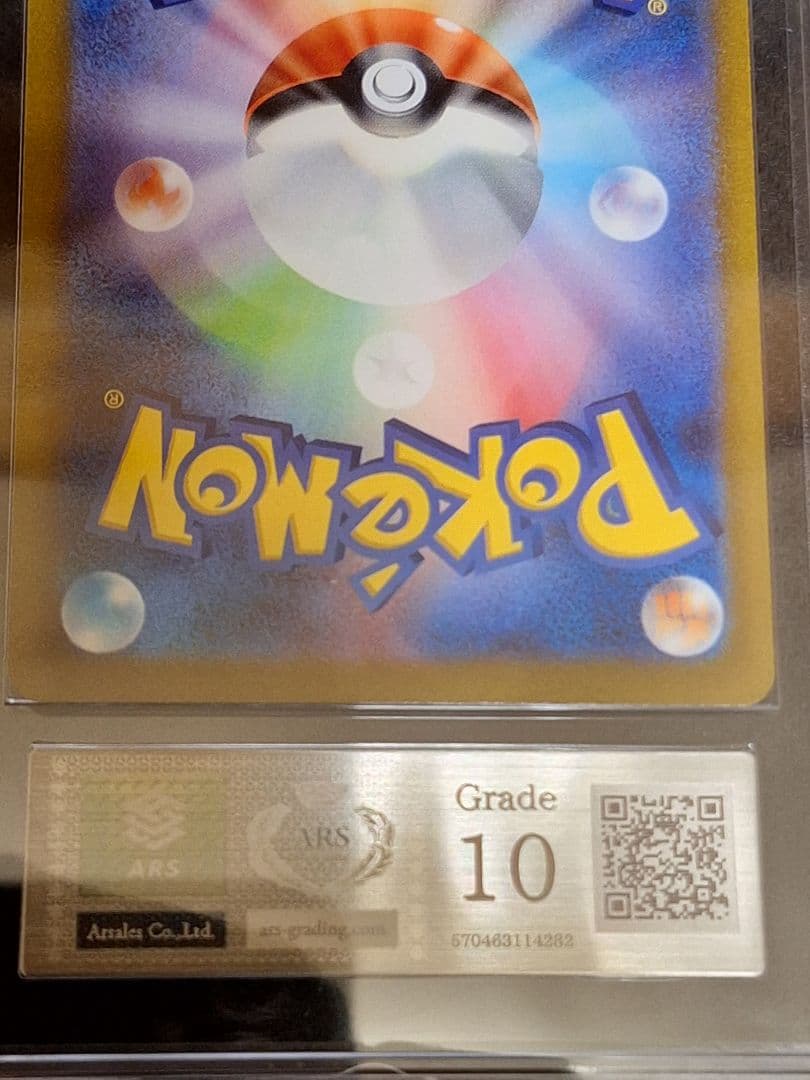 ®
®
POKéMON
ARS
ARS
Arsales Co.,Ltd.
ars-grading.com
Grade
10
570463114282